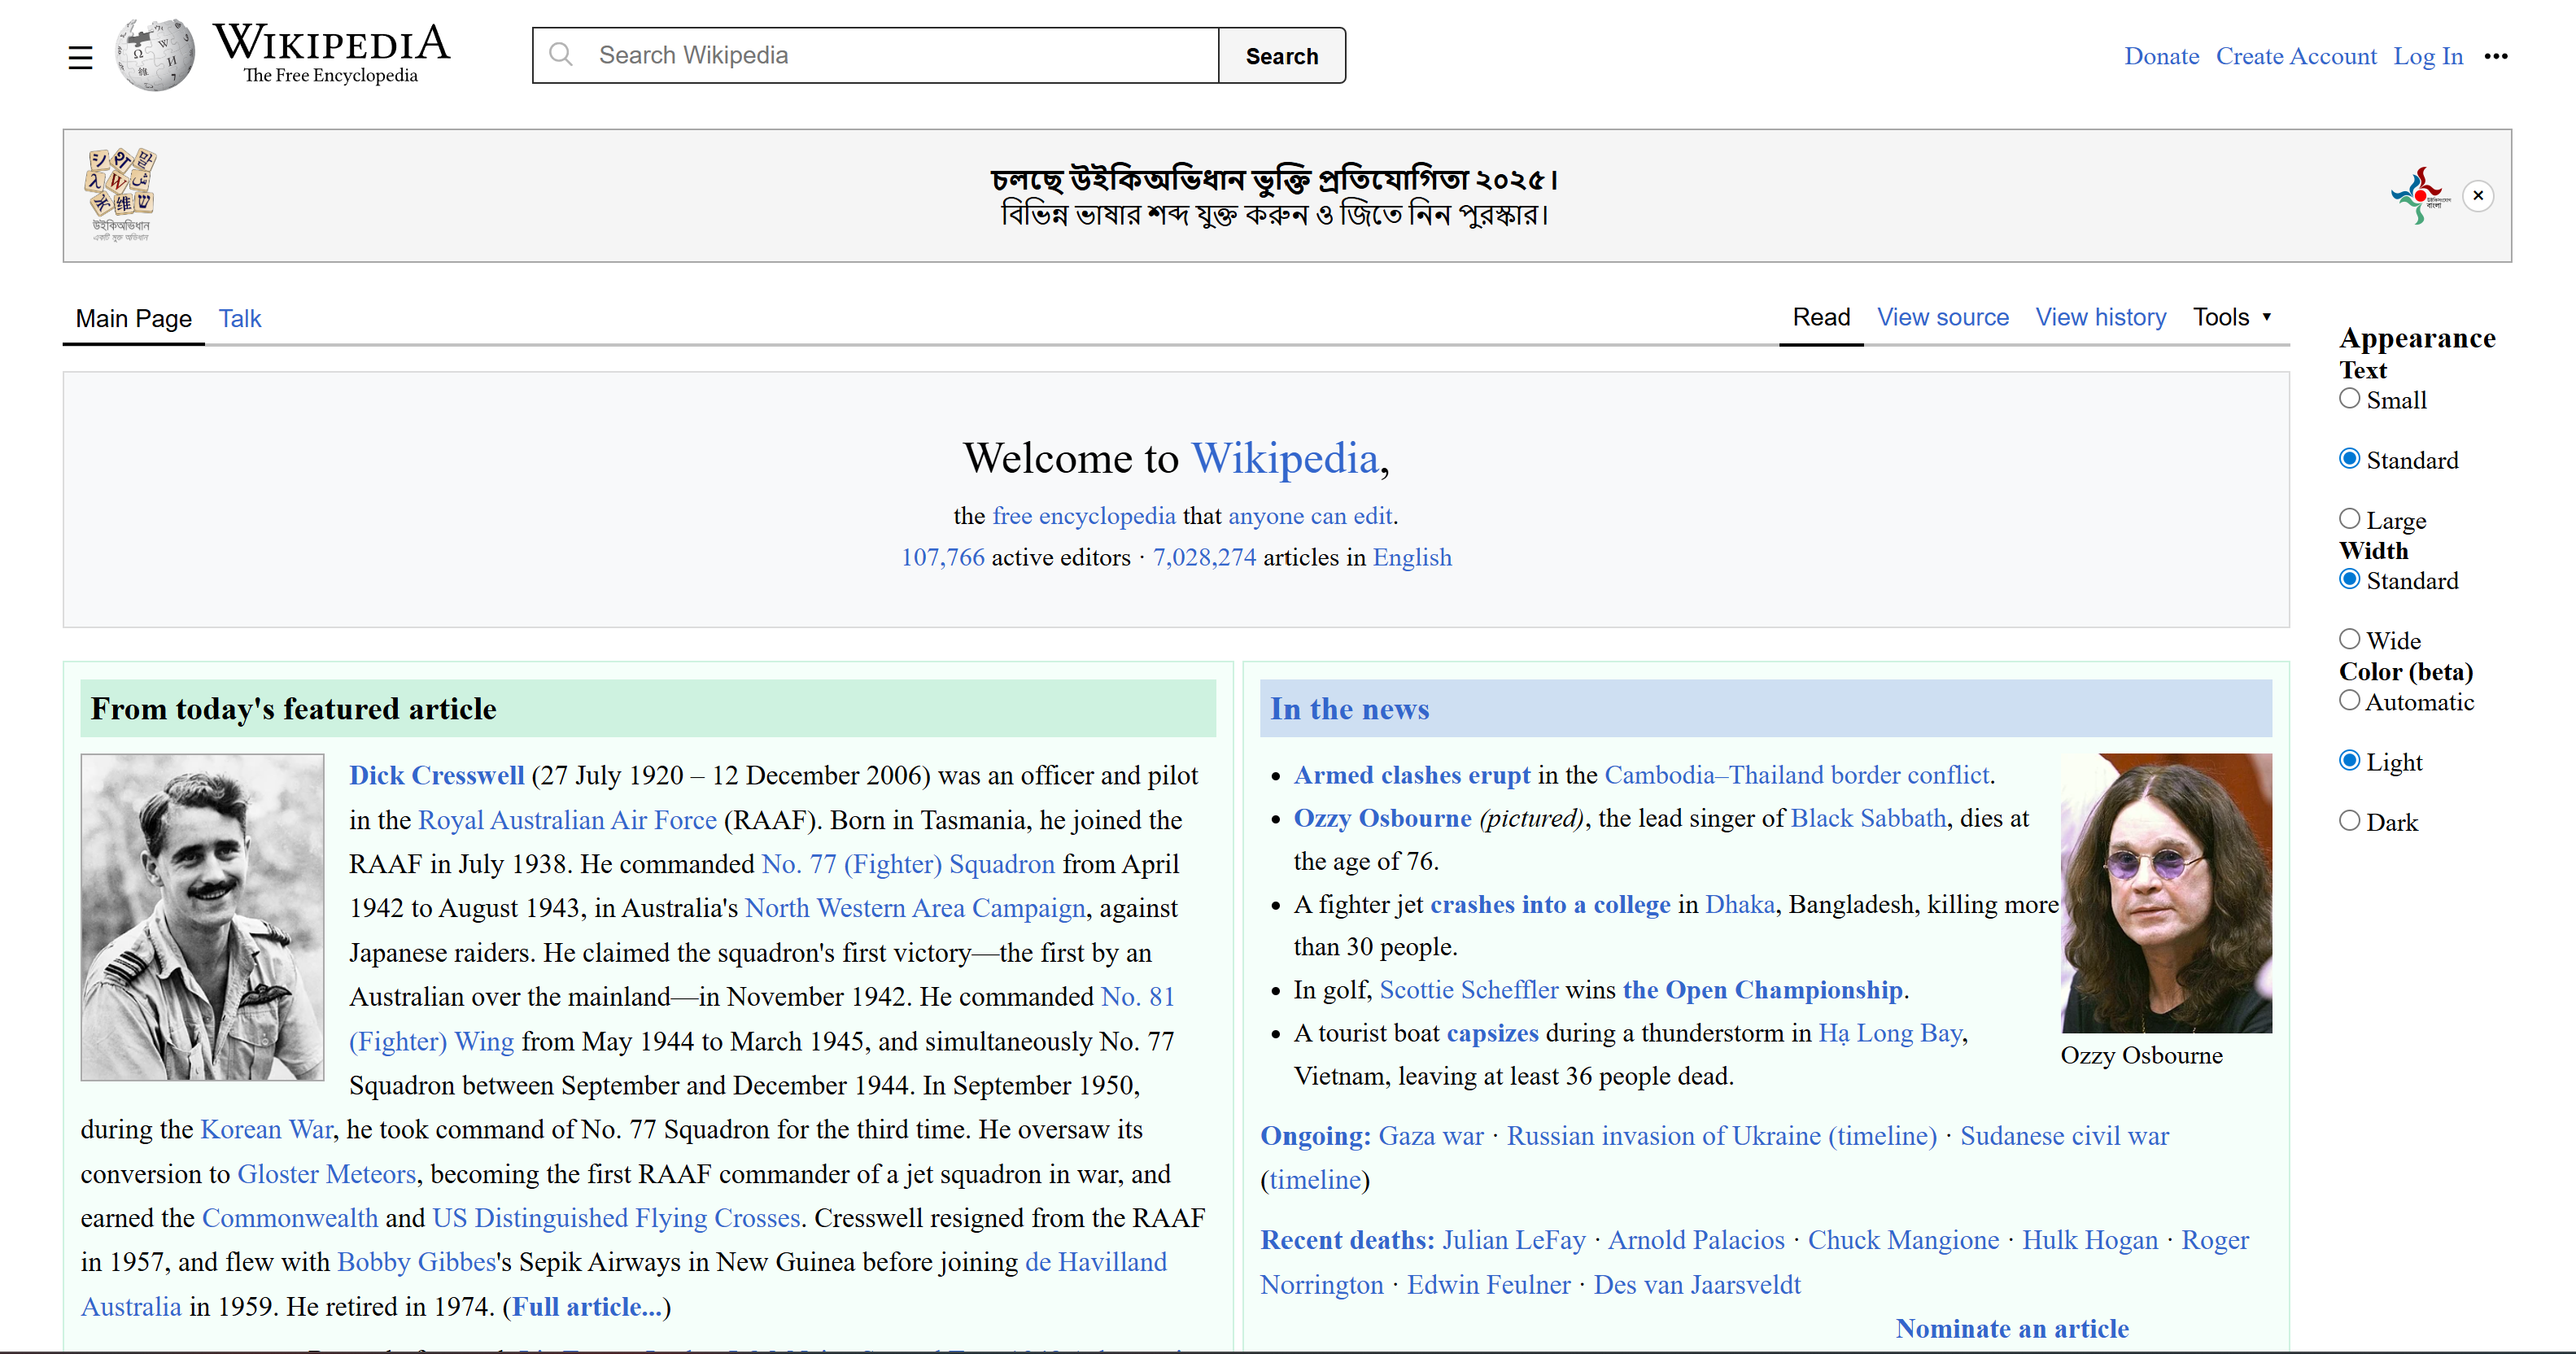 WIKIPEDIA
The Free Encyclopedia
Search Wikipedia
Search
Donate Create Account Log In
উইকিঅভিধান
একটি মুক্ত অভিধান
চলছে উইকিঅভিধান ভুক্তি প্রতিযোগিতা ২০২৫।
বিভিন্ন ভাষার শব্দ যুক্ত করুন ও জিতে নিন পুরস্কার।
Main Page Talk
Read View source View history Tools
Welcome to Wikipedia,
the free encyclopedia that anyone can edit.
107,766 active editors · 7,028,274 articles in English
From today's featured article
Dick Cresswell (27 July 1920 – 12 December 2006) was an officer and pilot
in the Royal Australian Air Force (RAAF). Born in Tasmania, he joined the
RAAF in July 1938. He commanded No. 77 (Fighter) Squadron from April
1942 to August 1943, in Australia's North Western Area Campaign, against
Japanese raiders. He claimed the squadron's first victory—the first by an
Australian over the mainland—in November 1942. He commanded No. 81
(Fighter) Wing from May 1944 to March 1945, and simultaneously No. 77
Squadron between September and December 1944. In September 1950,
during the Korean War, he took command of No. 77 Squadron for the third time. He oversaw its
conversion to Gloster Meteors, becoming the first RAAF commander of a jet squadron in war, and
earned the Commonwealth and US Distinguished Flying Crosses. Cresswell resigned from the RAAF
in 1957, and flew with Bobby Gibbes's Sepik Airways in New Guinea before joining de Havilland
Australia in 1959. He retired in 1974. (Full article...)
In the news
Armed clashes erupt in the Cambodia–Thailand border conflict.
Ozzy Osbourne (pictured), the lead singer of Black Sabbath, dies at
the age of 76.
A fighter jet crashes into a college in Dhaka, Bangladesh, killing more
than 30 people.
In golf, Scottie Scheffler wins the Open Championship.
A tourist boat capsizes during a thunderstorm in Hạ Long Bay,
Vietnam, leaving at least 36 people dead.
Ozzy Osbourne
Ongoing: Gaza war · Russian invasion of Ukraine (timeline) · Sudanese civil war
(timeline)
Recent deaths: Julian LeFay · Arnold Palacios · Chuck Mangione · Hulk Hogan · Roger
Norrington · Edwin Feulner · Des van Jaarsveldt
Nominate an article
Appearance
Text
Small
Standard
Large
Width
Standard
Wide
Color (beta)
Automatic
Light
Dark